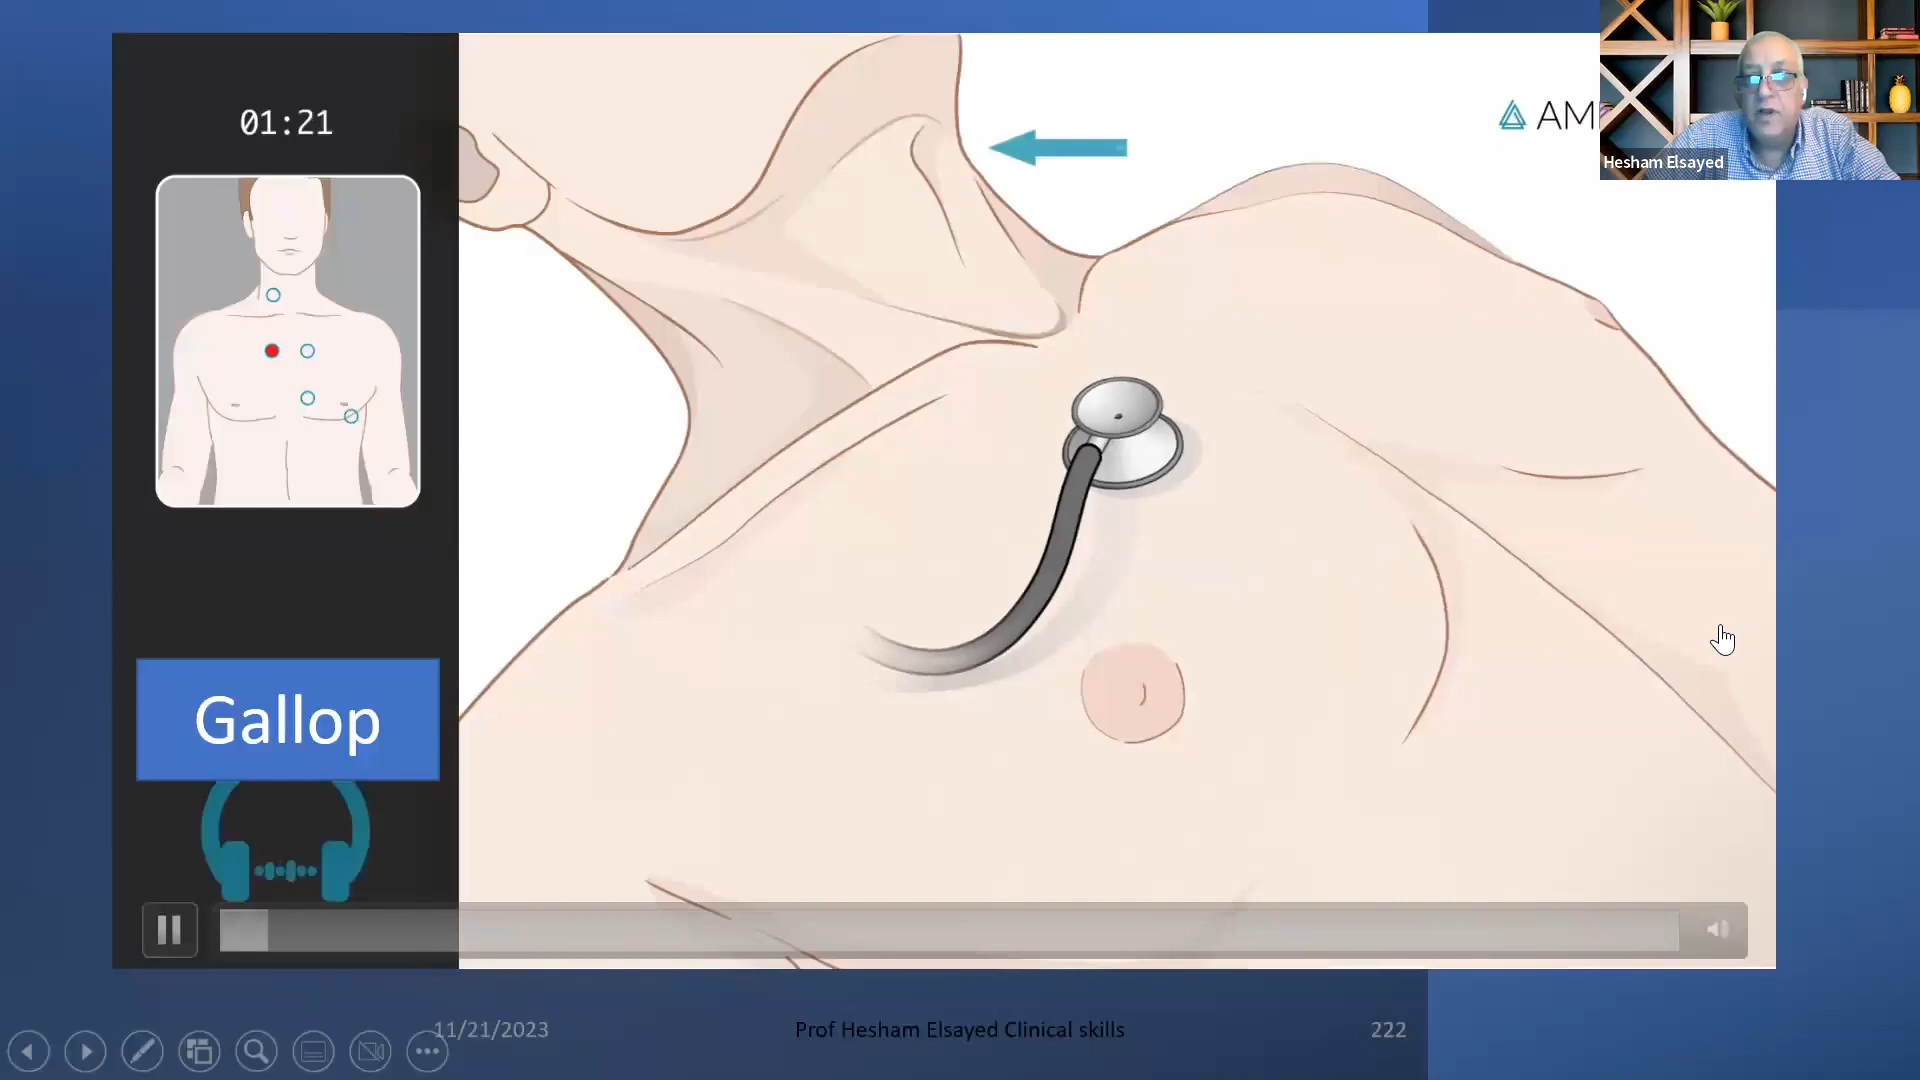 01:21
AM
Hesham Elsayed
Gallop
11/21/2023
Prof Hesham Elsayed Clinical skills
222